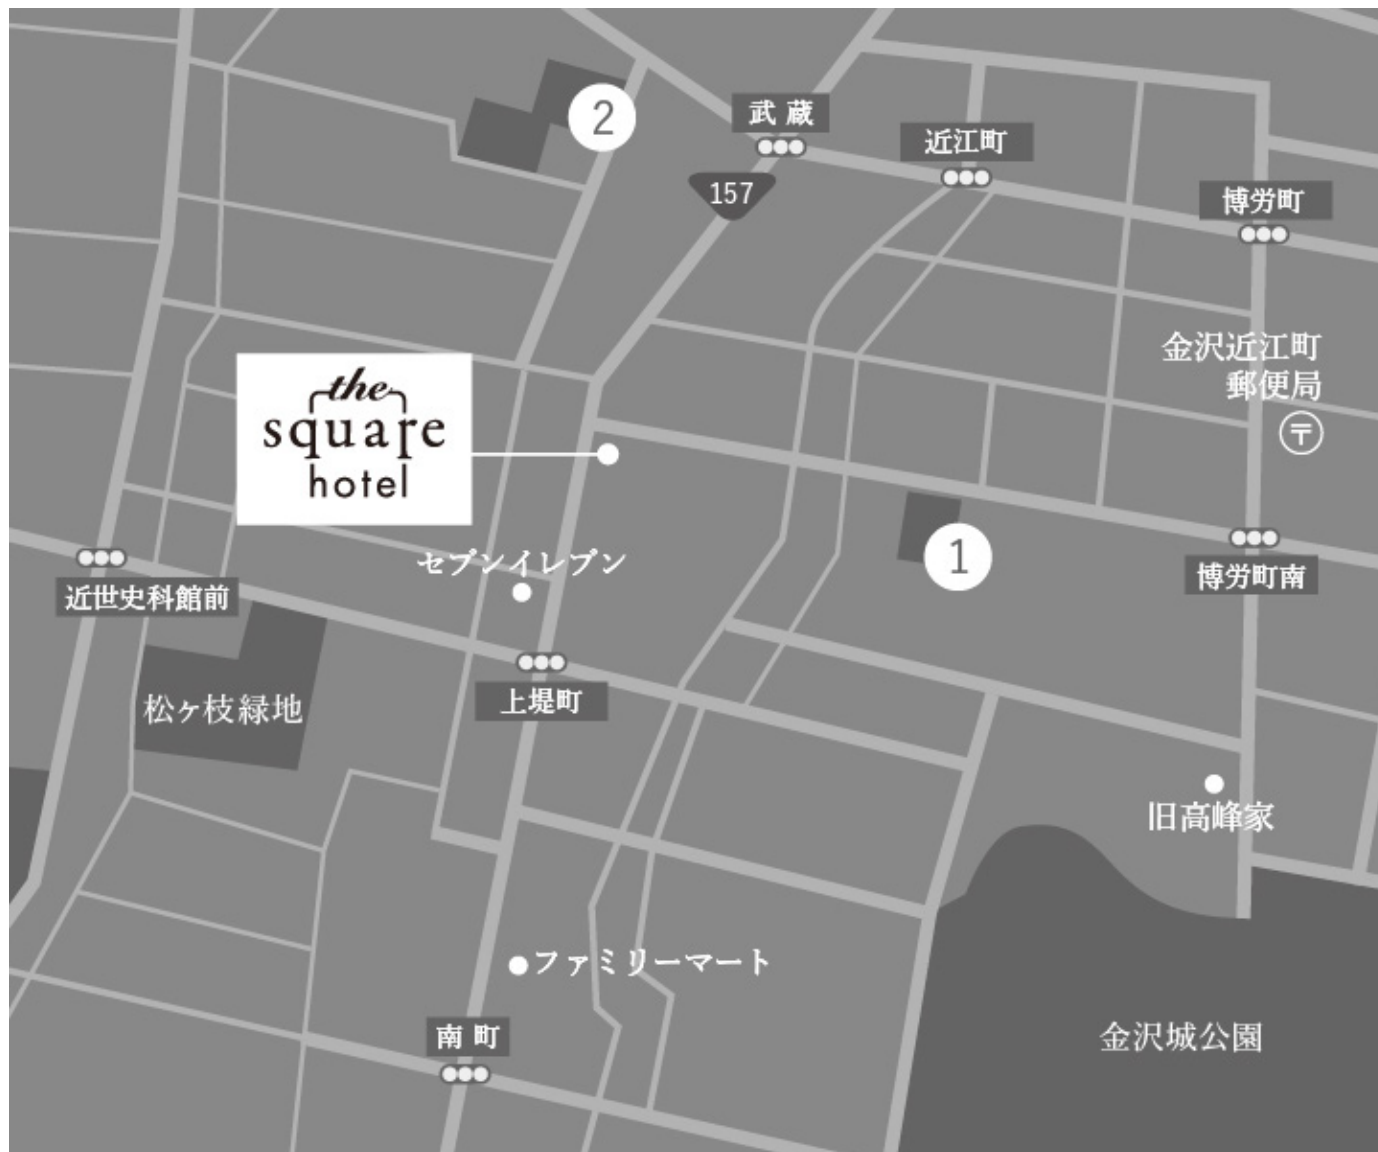 2
武蔵
近江町
157
博労町
金沢近江町
郵便局
〒
the
square
hotel
1
セブンイレブン
博労町南
近世史科館前
松ヶ枝緑地
上堤町
旧高峰家
ファミリーマート
南町
金沢城公園